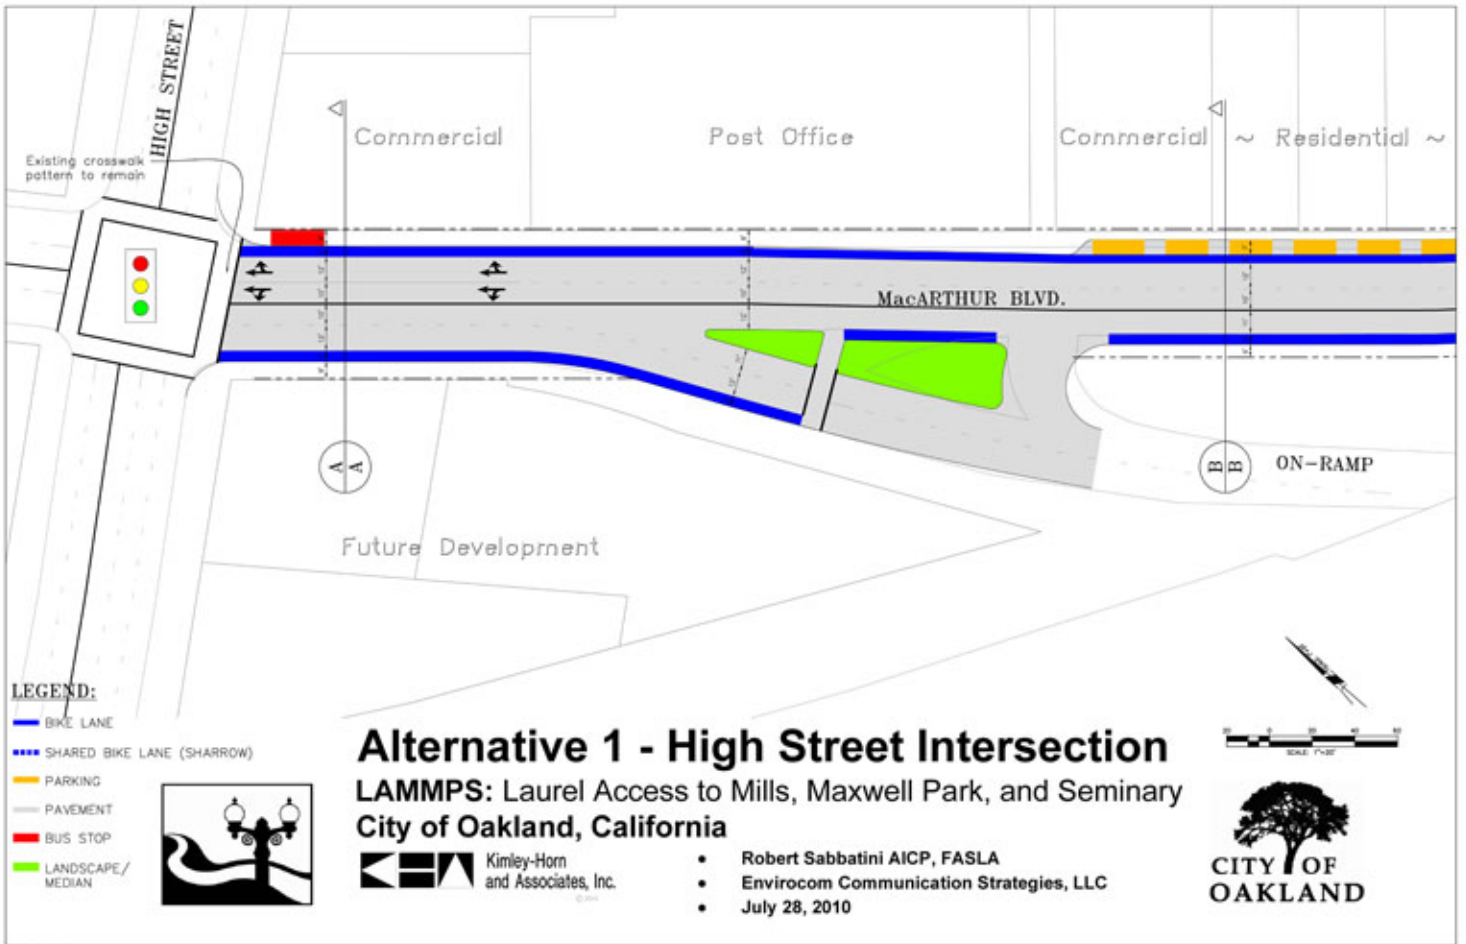 HIGH STREET
Existing crosswalk
pattern to remain
Commercial
Post Office
Commercial
~ Residential ~
MacARTHUR BLVD.
A A
B B
ON-RAMP
Future Development
LEGEND:
BIKE LANE
SHARED BIKE LANE (SHARROW)
PARKING
PAVEMENT
BUS STOP
LANDSCAPE/
MEDIAN
Alternative 1 - High Street Intersection
LAMMPS: Laurel Access to Mills, Maxwell Park, and Seminary
City of Oakland, California
Kimley-Horn
and Associates, Inc.
• Robert Sabbatini AICP, FASLA
• Envirocom Communication Strategies, LLC
• July 28, 2010
SCALE: 1"=20'
CITY OF
OAKLAND